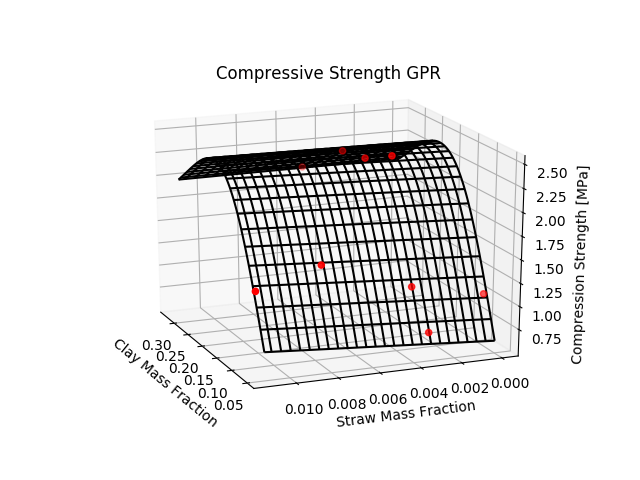 Compressive Strength GPR
2.50
2.25
2.00
1.75
1.50
1.25
1.00
0.75
Compression Strength [MPa]
0.30
0.25
0.20
0.15
0.10
0.05
Clay Mass Fraction
0.010 0.008 0.006 0.004 0.002 0.000
Straw Mass Fraction